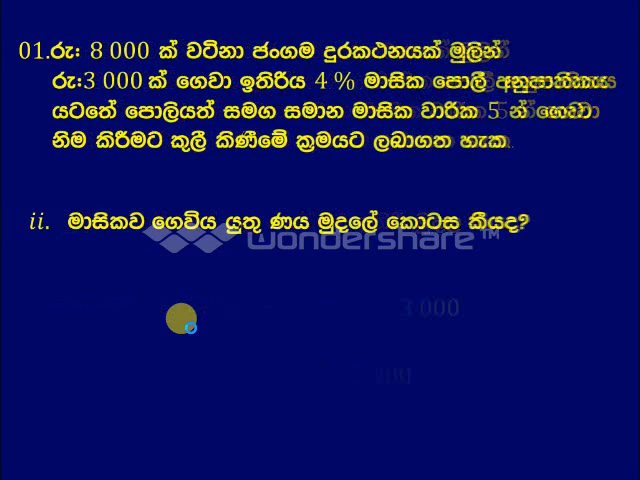 01.රු: 8 000 ක් වටිනා ජංගම දුරකථනයක් මුලින්
රු:3 000 ක් ගෙවා ඉතිරිය 4 % මාසික පොලී අනුපාතිකය
යටතේ පොලියත් සමග සමාන මාසික වාරික 5 න් ගෙවා
නිම කිරීමට කුලී කිණීමේ ක්‍රමයට ලබාගත හැක
ii. මාසිකව ගෙවිය යුතු ණය මුදලේ කොටස කීයද?
wondershare™
3 000